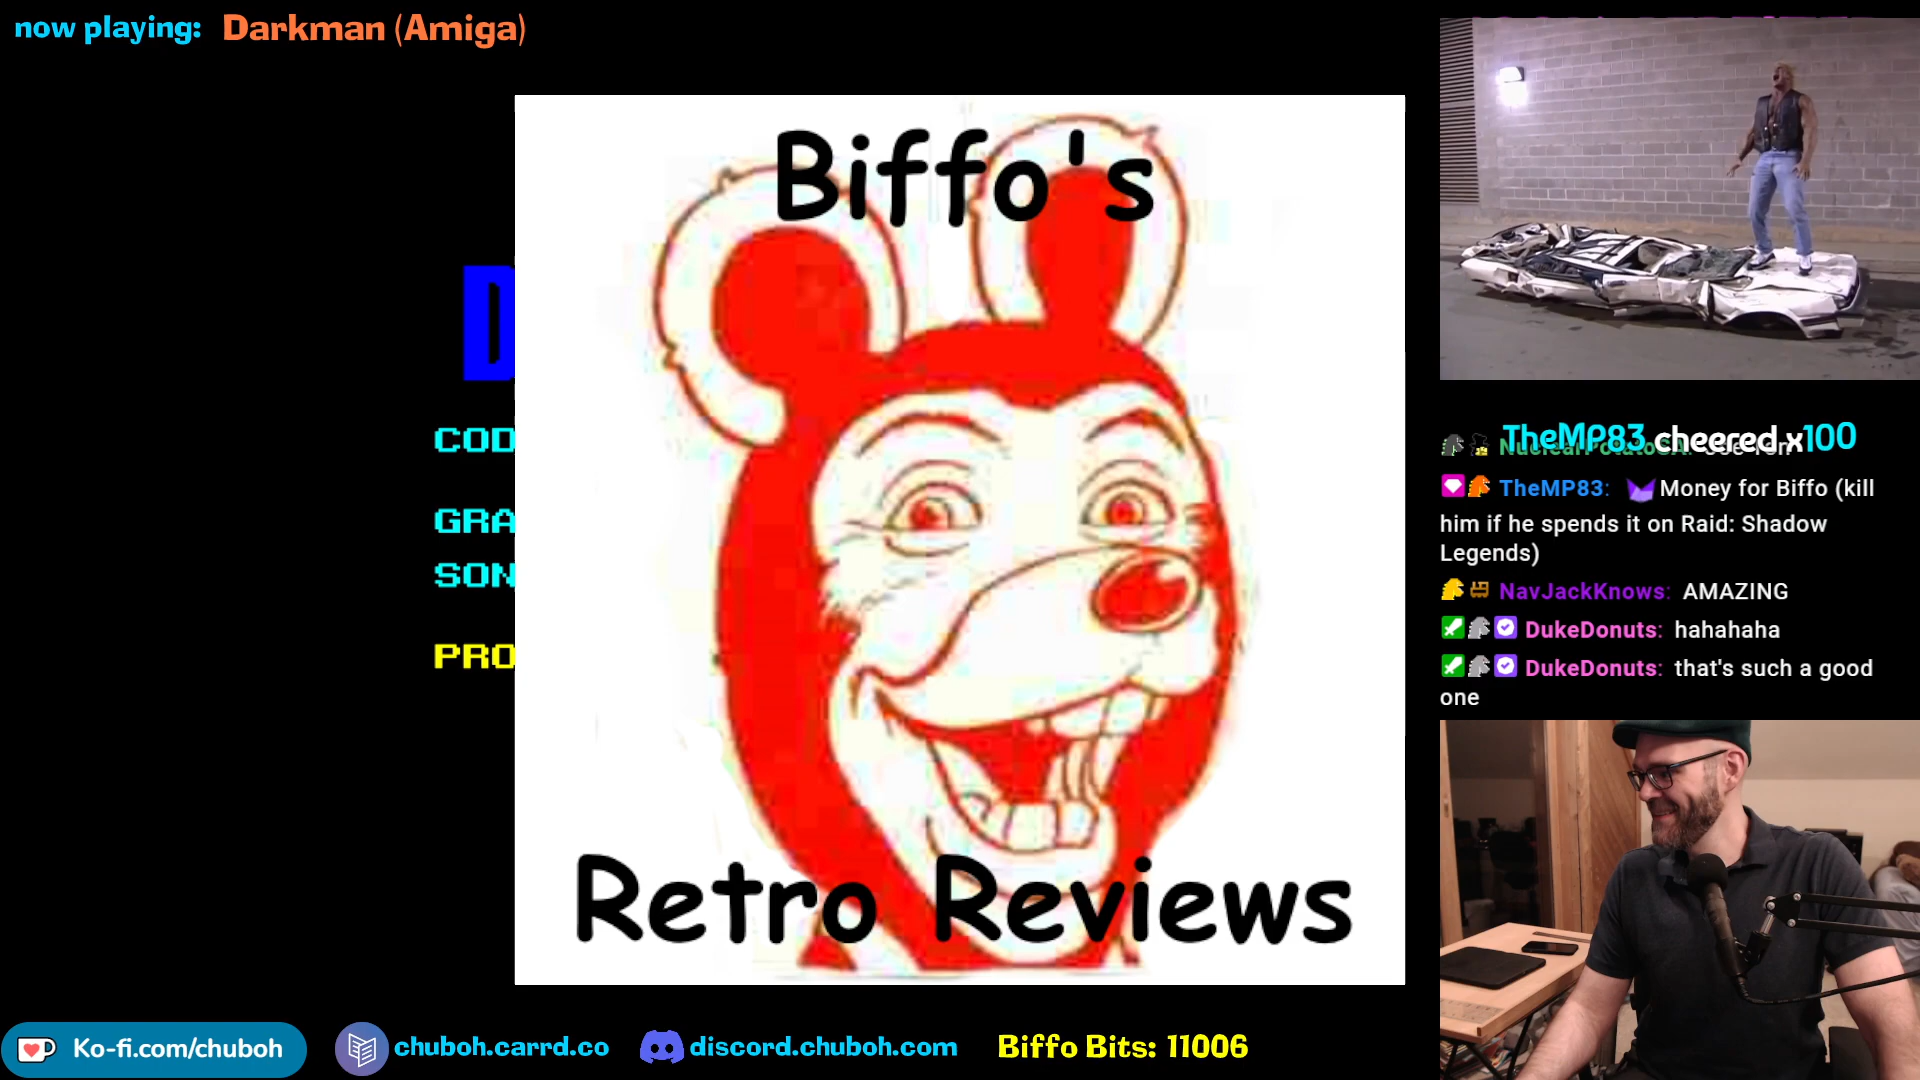 now playing: Darkman (Amiga)
Biffo's
D
COD
GRA
SON
PRO
Retro Reviews
TheMP83 cheered x100
TheMP83: Money for Biffo (kill
him if he spends it on Raid: Shadow
Legends)
NavJackKnows: AMAZING
DukeDonuts: hahahaha
DukeDonuts: that's such a good
one
Ko-fi.com/chuboh
chuboh.carrd.co
discord.chuboh.com
Biffo Bits: 11006